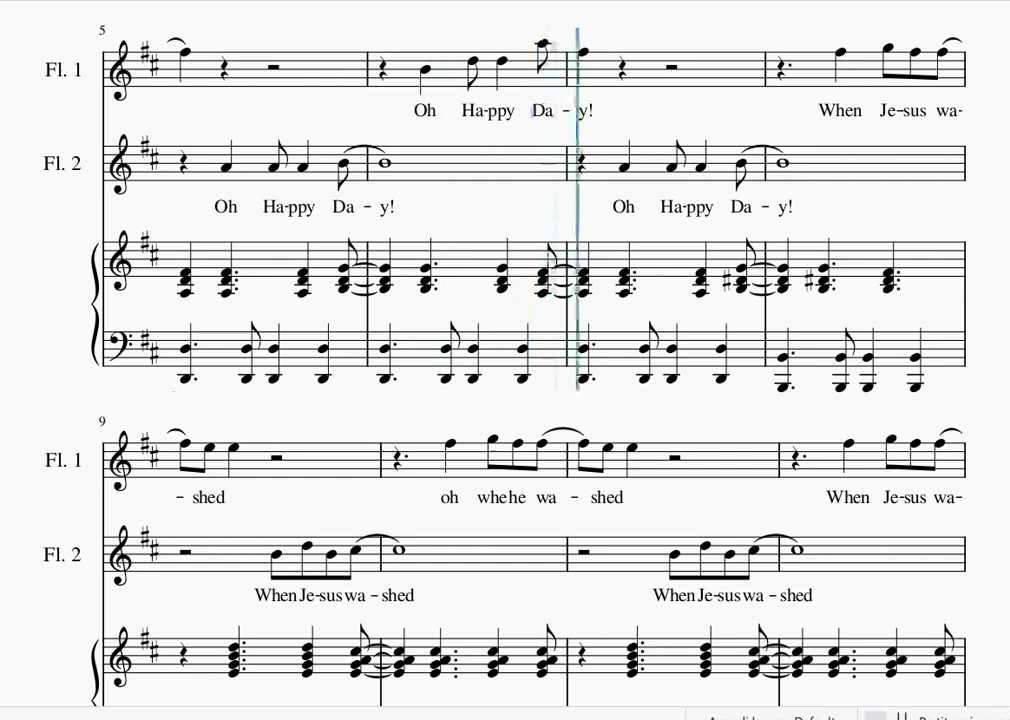 5
Fl. 1
Oh Ha-ppy Da - y! When Je-sus wa-
Fl. 2
Oh Ha-ppy Da - y! Oh Ha-ppy Da - y!
9
Fl. 1
- shed oh whehe wa - shed When Je-sus wa-
Fl. 2
When Je-sus wa - shed When Je-sus wa - shed